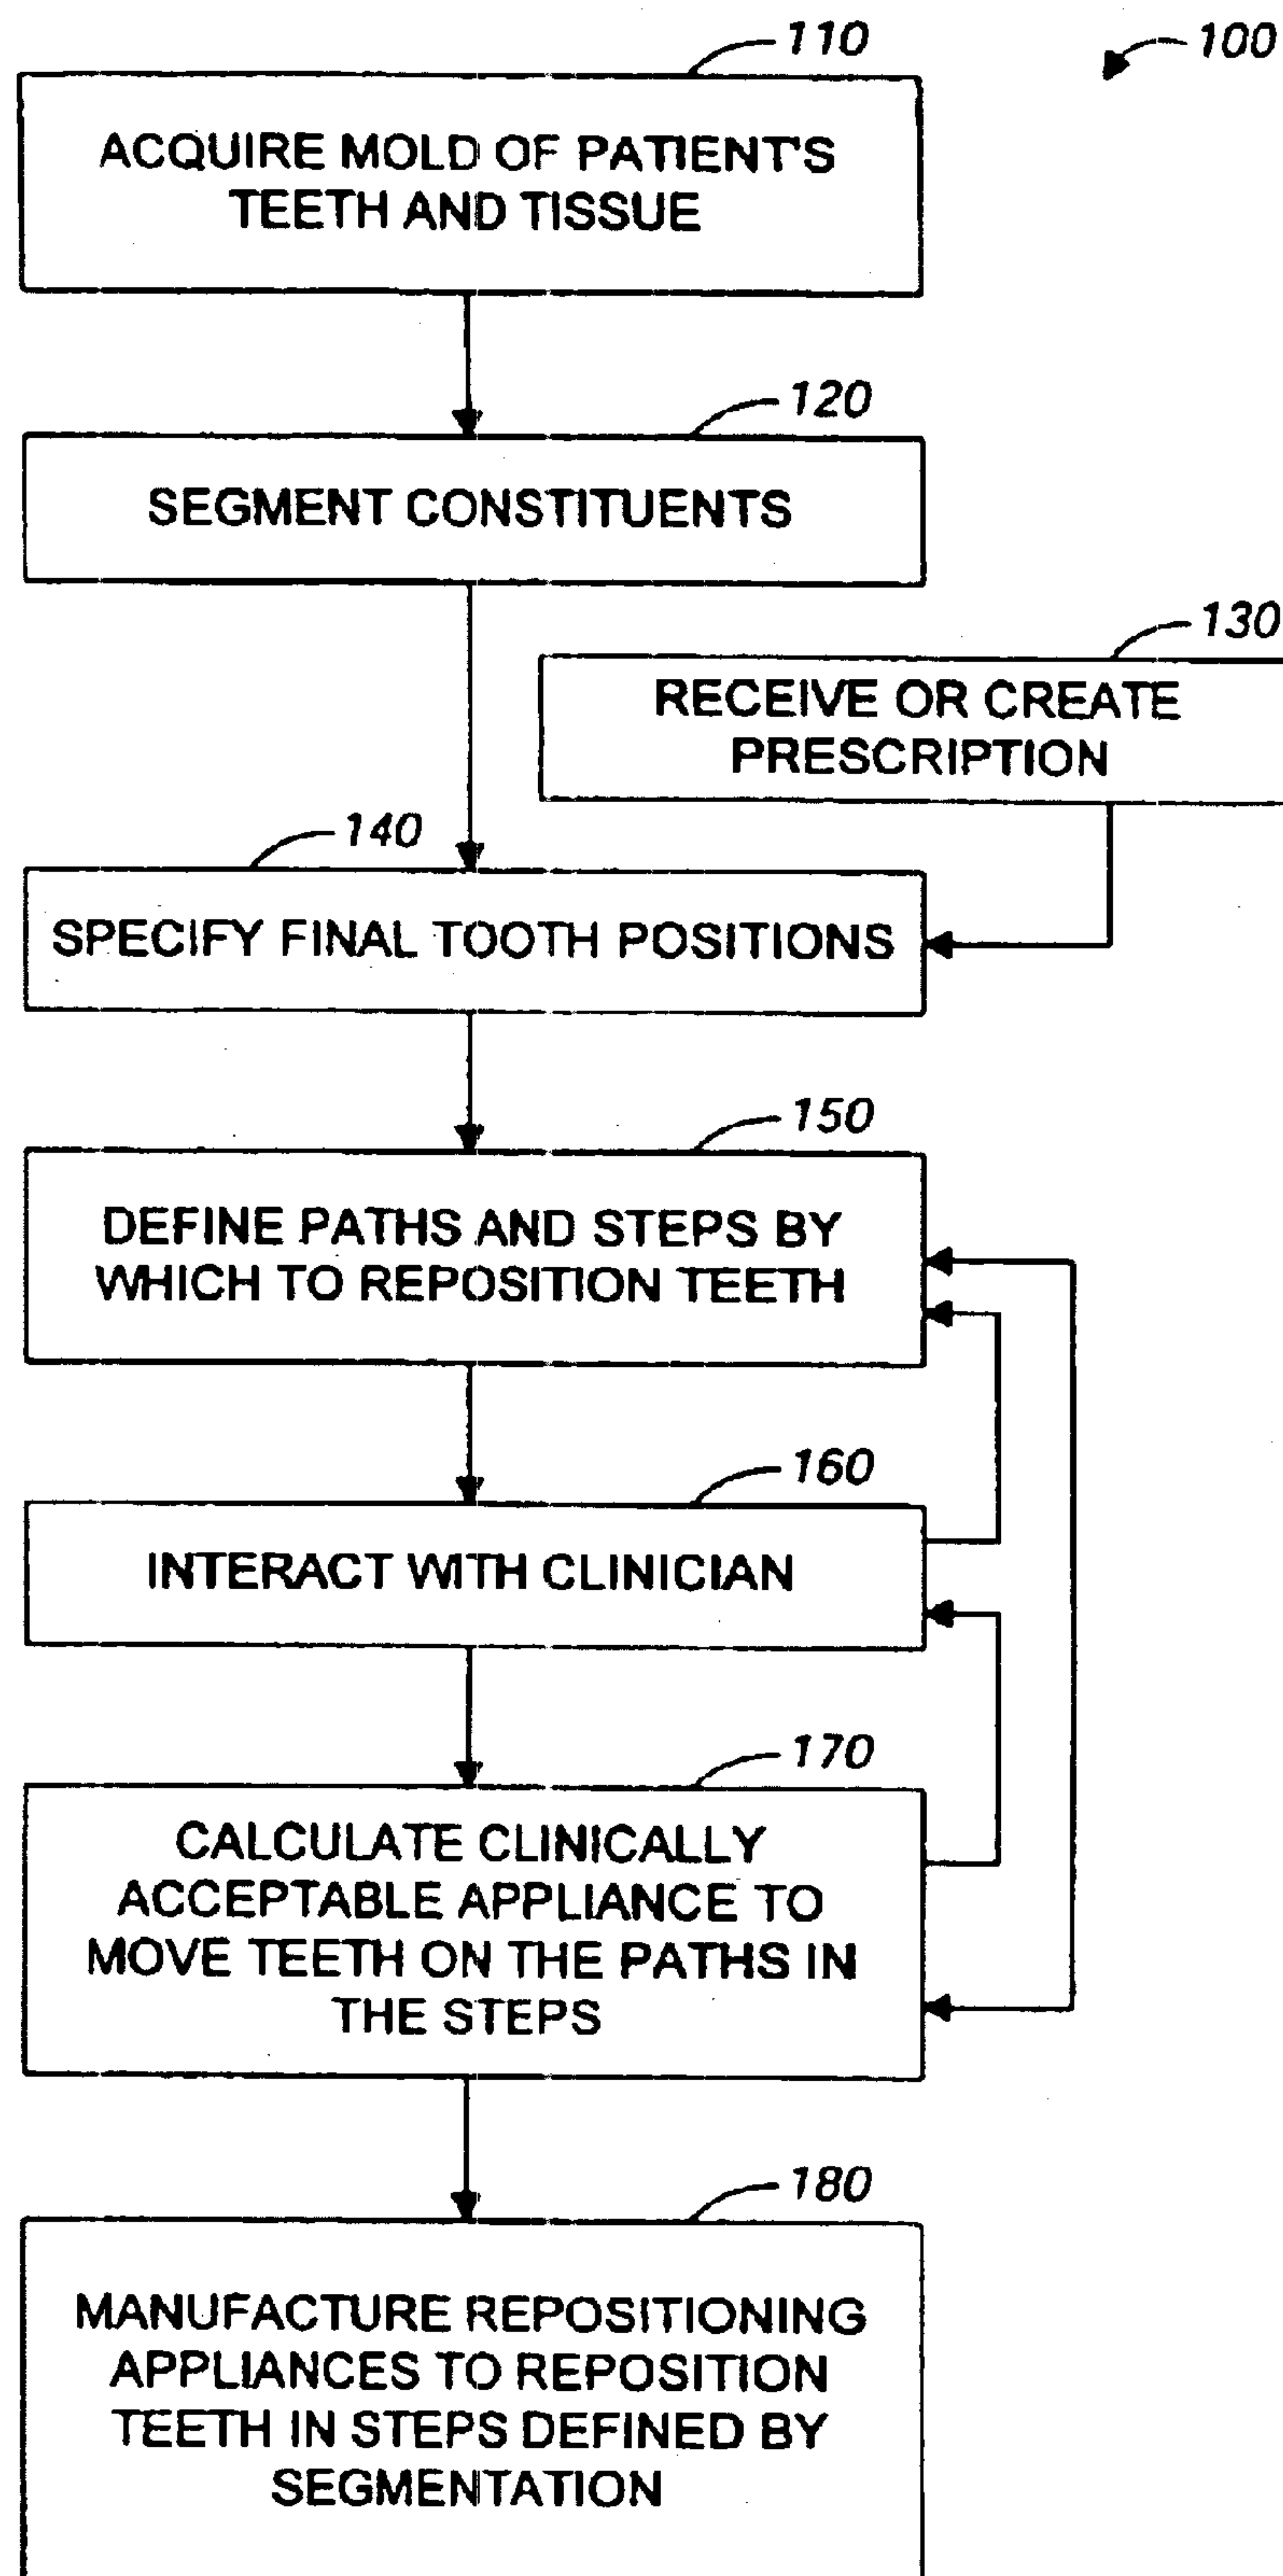 110
100
ACQUIRE MOLD OF PATIENT'S
TEETH AND TISSUE
120
SEGMENT CONSTITUENTS
130
RECEIVE OR CREATE
PRESCRIPTION
140
SPECIFY FINAL TOOTH POSITIONS
150
DEFINE PATHS AND STEPS BY
WHICH TO REPOSITION TEETH
160
INTERACT WITH CLINICIAN
170
CALCULATE CLINICALLY
ACCEPTABLE APPLIANCE TO
MOVE TEETH ON THE PATHS IN
THE STEPS
180
MANUFACTURE REPOSITIONING
APPLIANCES TO REPOSITION
TEETH IN STEPS DEFINED BY
SEGMENTATION